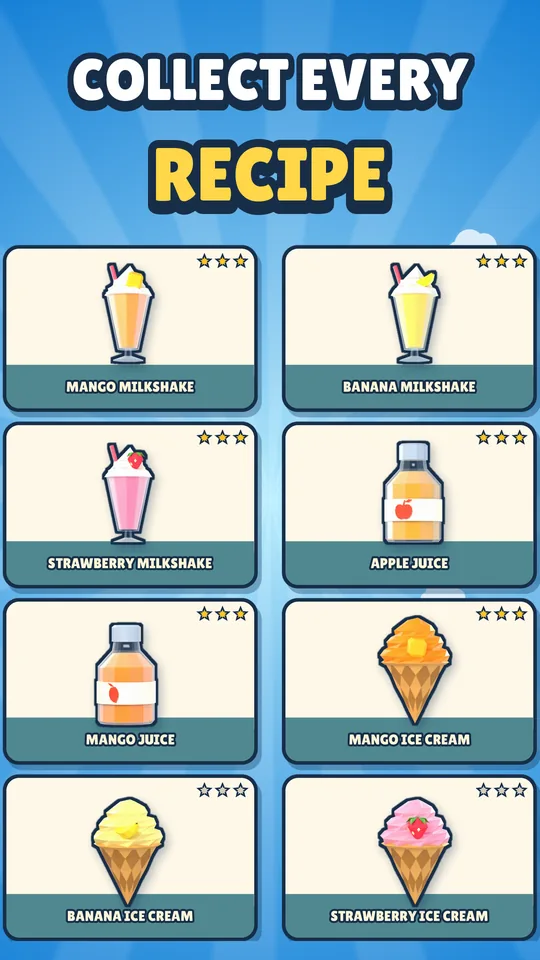 COLLECT EVERY
RECIPE
MANGO MILKSHAKE
BANANA MILKSHAKE
STRAWBERRY MILKSHAKE
APPLE JUICE
MANGO JUICE
MANGO ICE CREAM
BANANA ICE CREAM
STRAWBERRY ICE CREAM